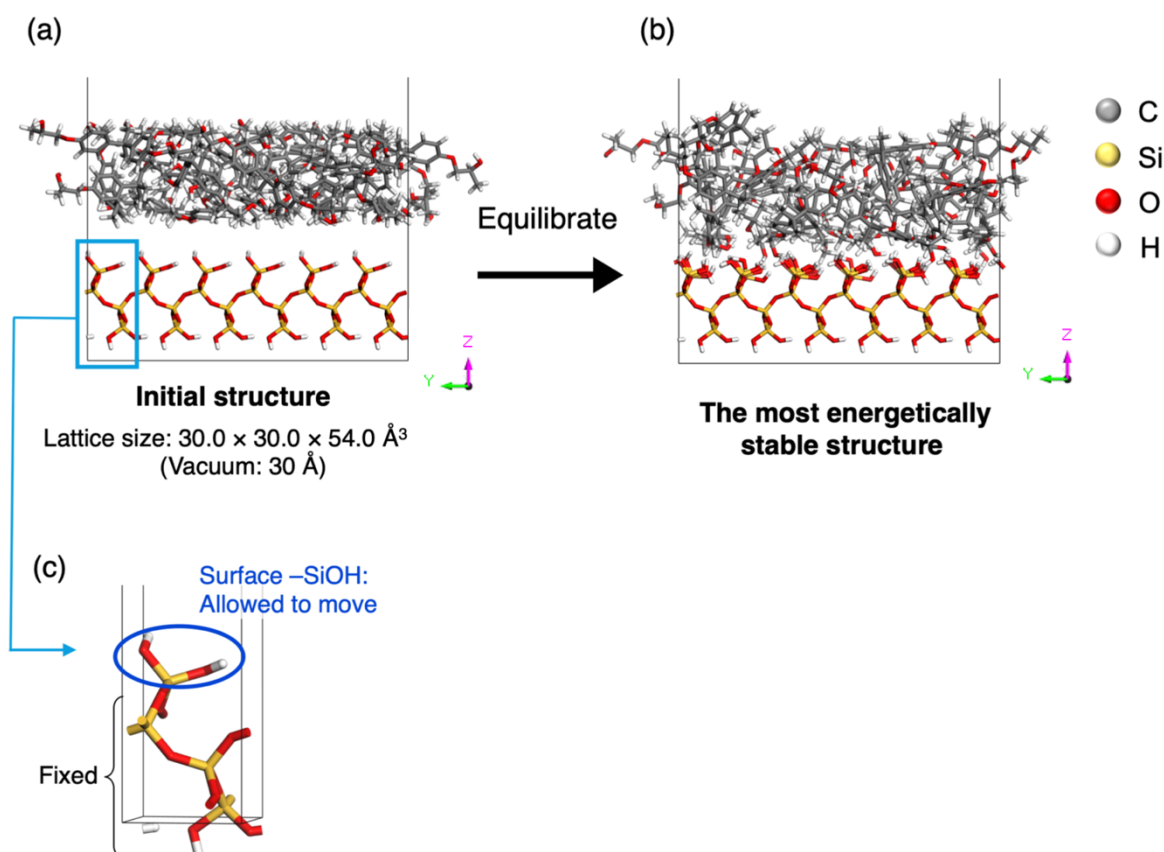 (a)
(b)
C
Si
O
H
Equilibrate
Z
Y
Z
Y
Initial structure
Lattice size: 30.0 × 30.0 × 54.0 Å³
(Vacuum: 30 Å)
The most energetically
stable structure
(c)
Surface –SiOH:
Allowed to move
Fixed